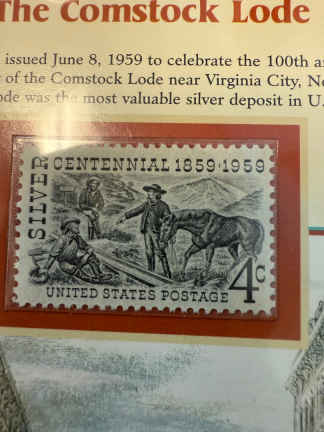 The Comstock Lode
issued June 8, 1959 to celebrate the 100th
of the Comstock Lode near Virginia City,
was the most valuable silver deposit in U.
SILVER
CENTENNIAL 1859·1959
4c
UNITED STATES POSTAGE